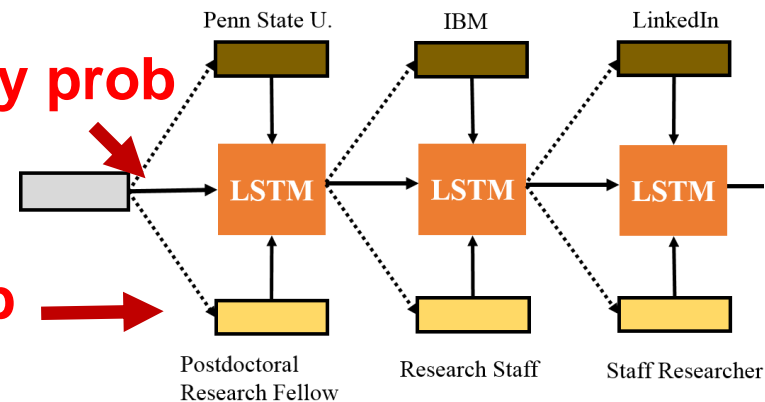 Penn State U.
IBM
LinkedIn
y prob
LSTM
LSTM
LSTM
Postdoctoral
Research Fellow
Research Staff
Staff Researcher